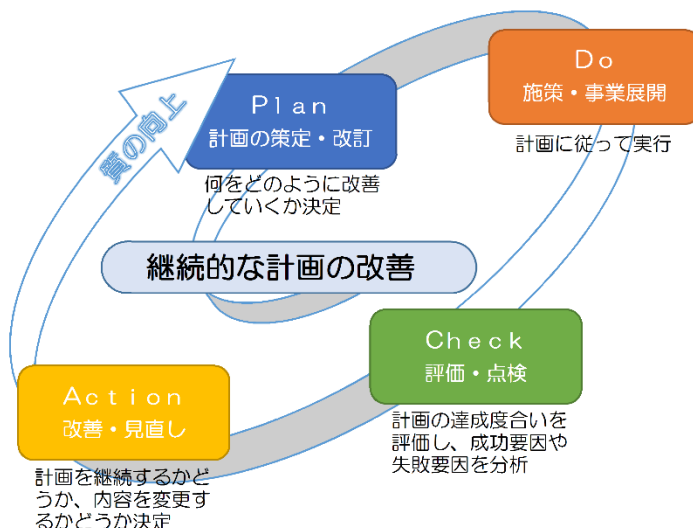 質の向上
Ｐｌａｎ
計画の策定・改訂
何をどのように改善
していくか決定
Ｄｏ
施策・事業展開
計画に従って実行
継続的な計画の改善
Ｃｈｅｃｋ
評価・点検
計画の達成度合いを
評価し、成功要因や
失敗要因を分析
Ａｃｔｉｏｎ
改善・見直し
計画を継続するかど
うか、内容を変更す
るかどうか決定